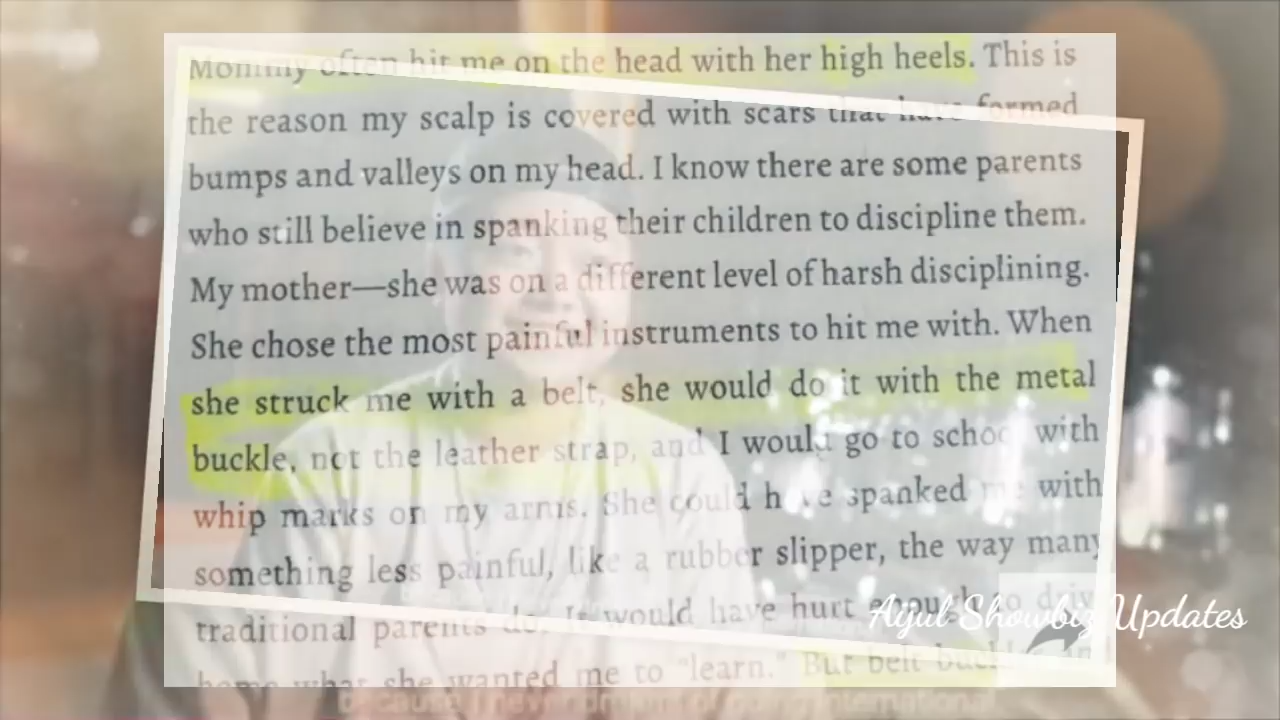 Mommy often hit me on the head with her high heels. This is
the reason my scalp is covered with scars that have formed
bumps and valleys on my head. I know there are some parents
who still believe in spanking their children to discipline them.
My mother—she was on a different level of harsh disciplining.
She chose the most painful instruments to hit me with. When
she struck me with a belt, she would do it with the metal
buckle, not the leather strap, and I would go to school with
whip marks on my arms. She could have spanked me with
something less painful, like a rubber slipper, the way many
traditional parents do. It would have hurt enough to
Aijul Showbiz Updates
home what she wanted me to "learn." But belt
because I never dream of going international